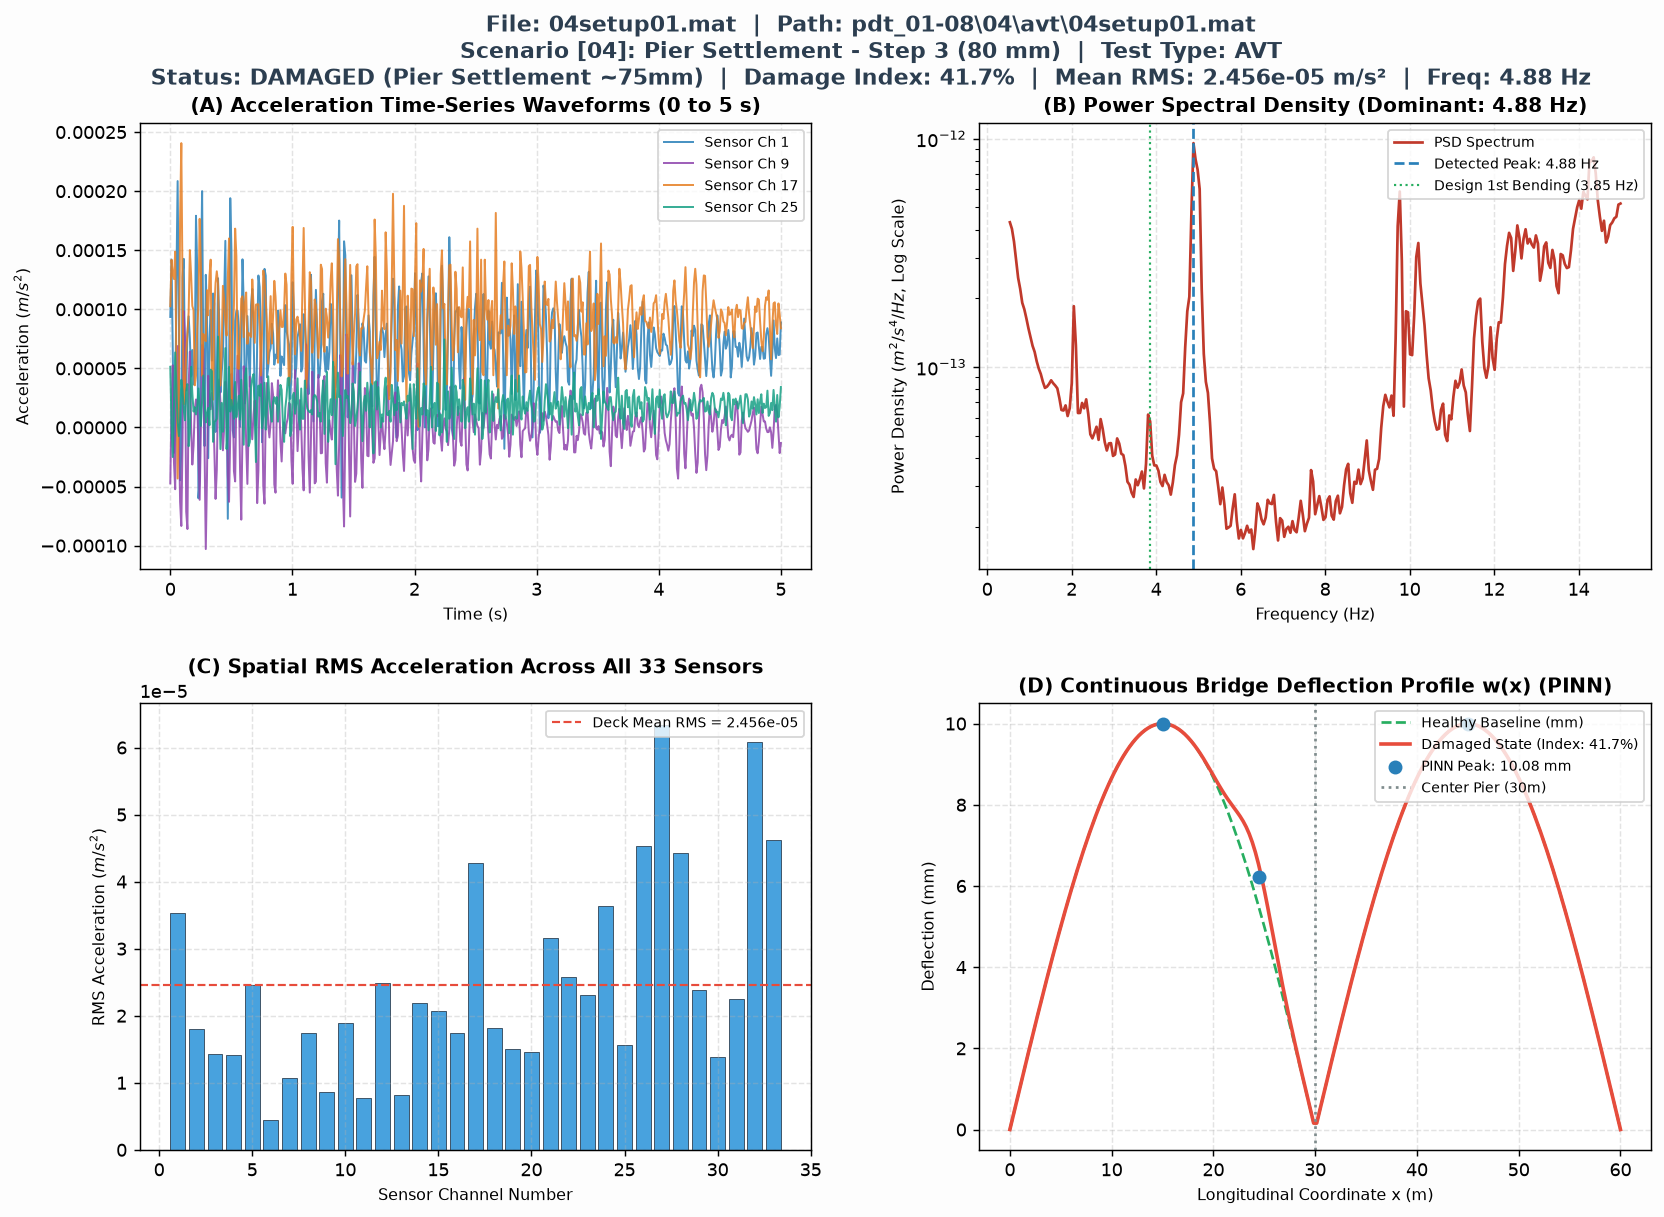 File: 04setup01.mat | Path: pdt_01-08\04\avt\04setup01.mat
Scenario [04]: Pier Settlement - Step 3 (80 mm) | Test Type: AVT
Status: DAMAGED (Pier Settlement ~75mm) | Damage Index: 41.7% | Mean RMS: 2.456e-05 m/s² | Freq: 4.88 Hz
(A) Acceleration Time-Series Waveforms (0 to 5 s)
Sensor Ch 1
Sensor Ch 9
Sensor Ch 17
Sensor Ch 25
0.00025
0.00020
0.00015
0.00010
0.00005
0.00000
−0.00005
−0.00010
Acceleration (m/s²)
0 1 2 3 4 5
Time (s)
(B) Power Spectral Density (Dominant: 4.88 Hz)
PSD Spectrum
Detected Peak: 4.88 Hz
Design 1st Bending (3.85 Hz)
10⁻¹²
10⁻¹³
Power Density (m²/s⁴/Hz, Log Scale)
0 2 4 6 8 10 12 14
Frequency (Hz)
(C) Spatial RMS Acceleration Across All 33 Sensors
1e−5
Deck Mean RMS = 2.456e-05
6
5
4
3
2
1
0
RMS Acceleration (m/s²)
0 5 10 15 20 25 30 35
Sensor Channel Number
(D) Continuous Bridge Deflection Profile w(x) (PINN)
Healthy Baseline (mm)
Damaged State (Index: 41.7%)
PINN Peak: 10.08 mm
Center Pier (30m)
10
8
6
4
2
0
Deflection (mm)
0 10 20 30 40 50 60
Longitudinal Coordinate x (m)